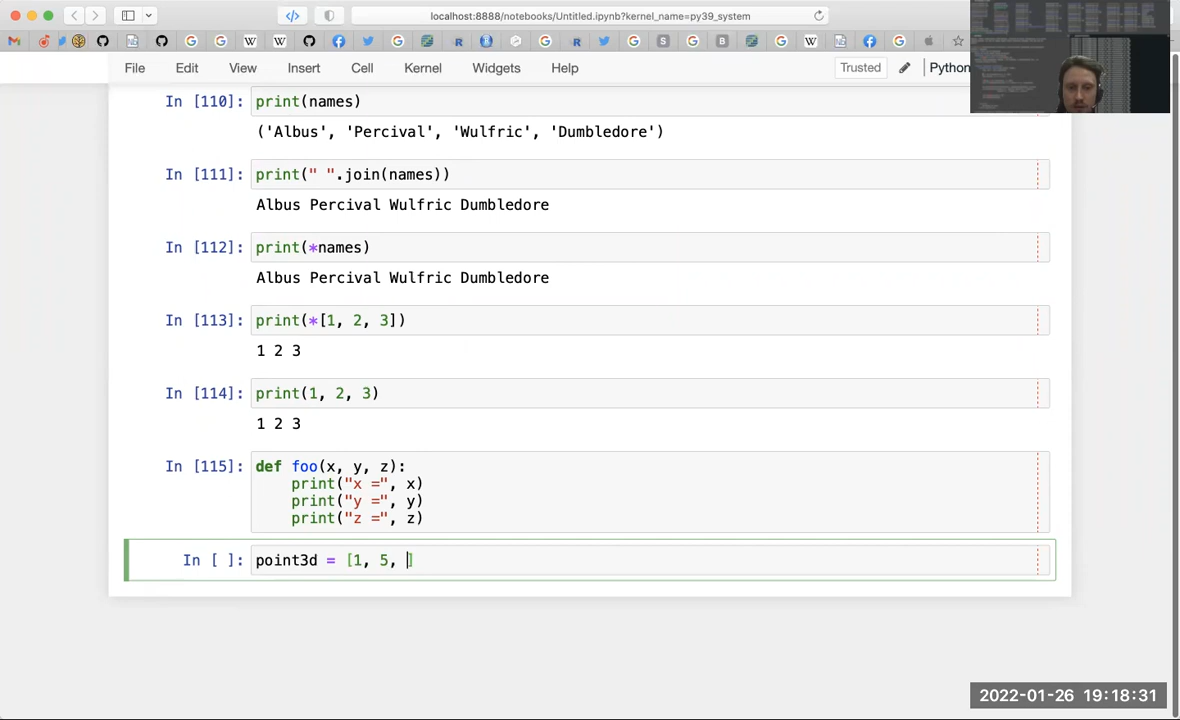 localhost:8888/notebooks/Untitled.ipynb?kernel_name=py39_system
File Edit View Insert Cell Kernel Widgets Help Trusted Python
In [110]: print(names)
('Albus', 'Percival', 'Wulfric', 'Dumbledore')
In [111]: print(" ".join(names))
Albus Percival Wulfric Dumbledore
In [112]: print(*names)
Albus Percival Wulfric Dumbledore
In [113]: print(*[1, 2, 3])
1 2 3
In [114]: print(1, 2, 3)
1 2 3
In [115]: def foo(x, y, z):
print("x =", x)
print("y =", y)
print("z =", z)
In [ ]: point3d = [1, 5, ]
2022-01-26 19:18:31